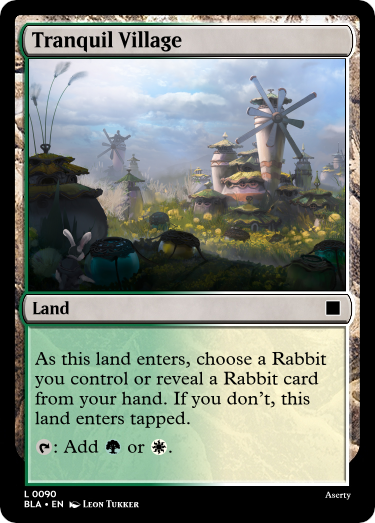 Tranquil Village
Land
As this land enters, choose a Rabbit
you control or reveal a Rabbit card
from your hand. If you don't, this
land enters tapped.
: Add or .
L 0090
BLA • EN Leon Tukker
Aserty